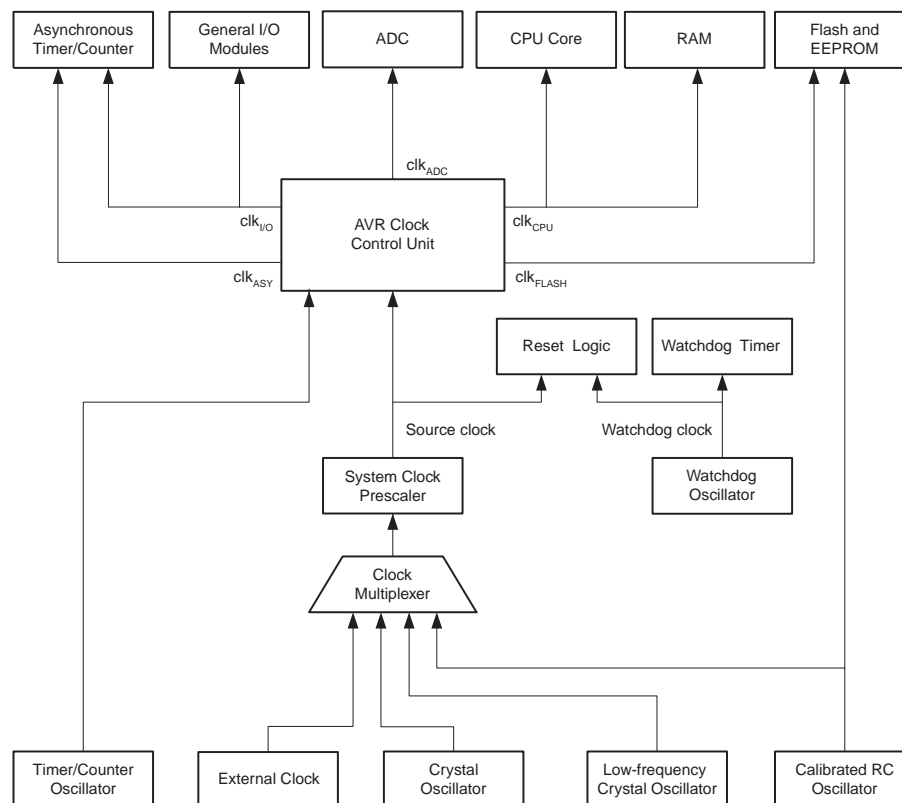 Asynchronous
Timer/Counter
General I/O
Modules
ADC
CPU Core
RAM
Flash and
EEPROM
clkADC
AVR Clock
Control Unit
clkI/O
clkCPU
clkASY
clkFLASH
Reset Logic
Watchdog Timer
Source clock
Watchdog clock
System Clock
Prescaler
Watchdog
Oscillator
Clock
Multiplexer
Timer/Counter
Oscillator
External Clock
Crystal
Oscillator
Low-frequency
Crystal Oscillator
Calibrated RC
Oscillator